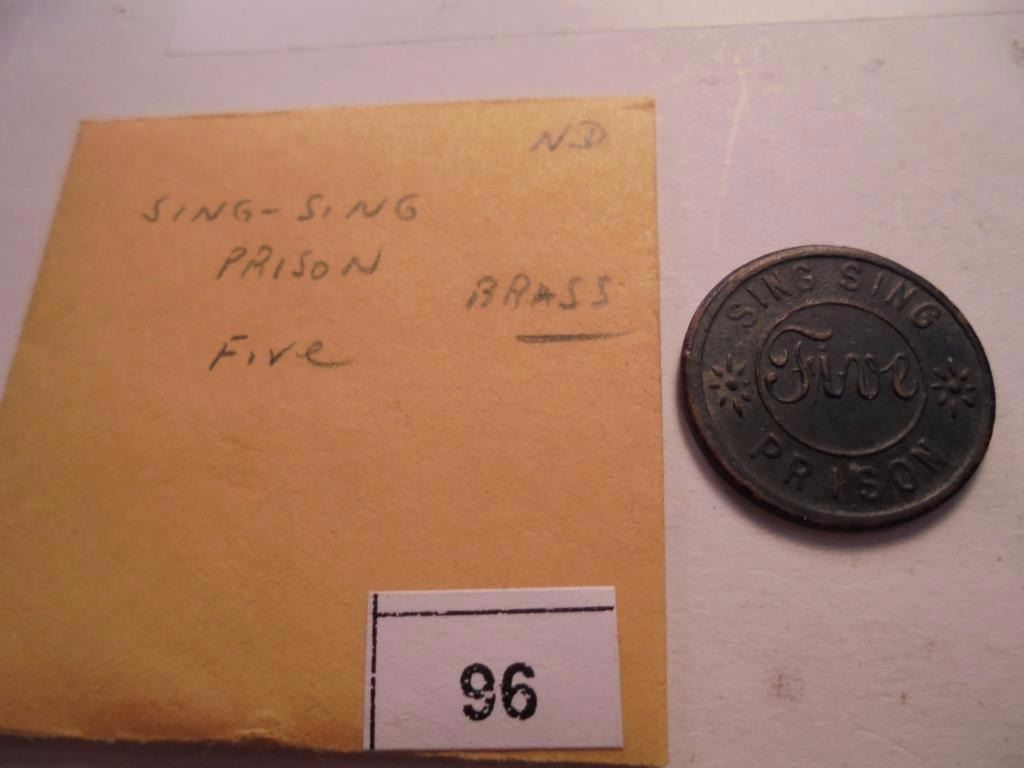 ND
SING-SING
PRISON
BRASS
Five
96
SING SING
Five
PRISON